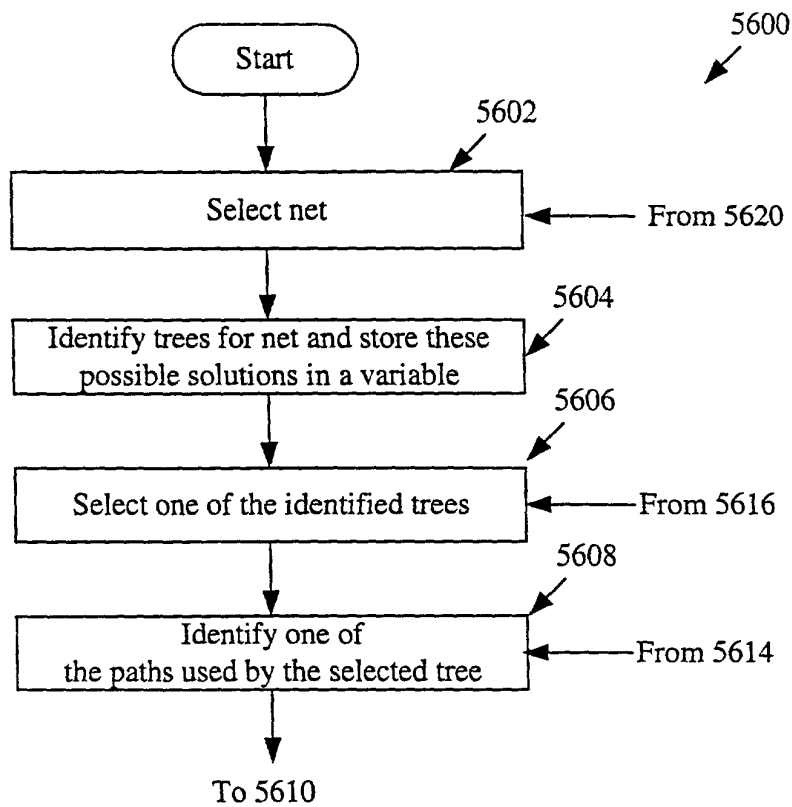 5600
Start
5602
Select net
From 5620
5604
Identify trees for net and store these
possible solutions in a variable
5606
Select one of the identified trees
From 5616
5608
Identify one of
the paths used by the selected tree
From 5614
To 5610